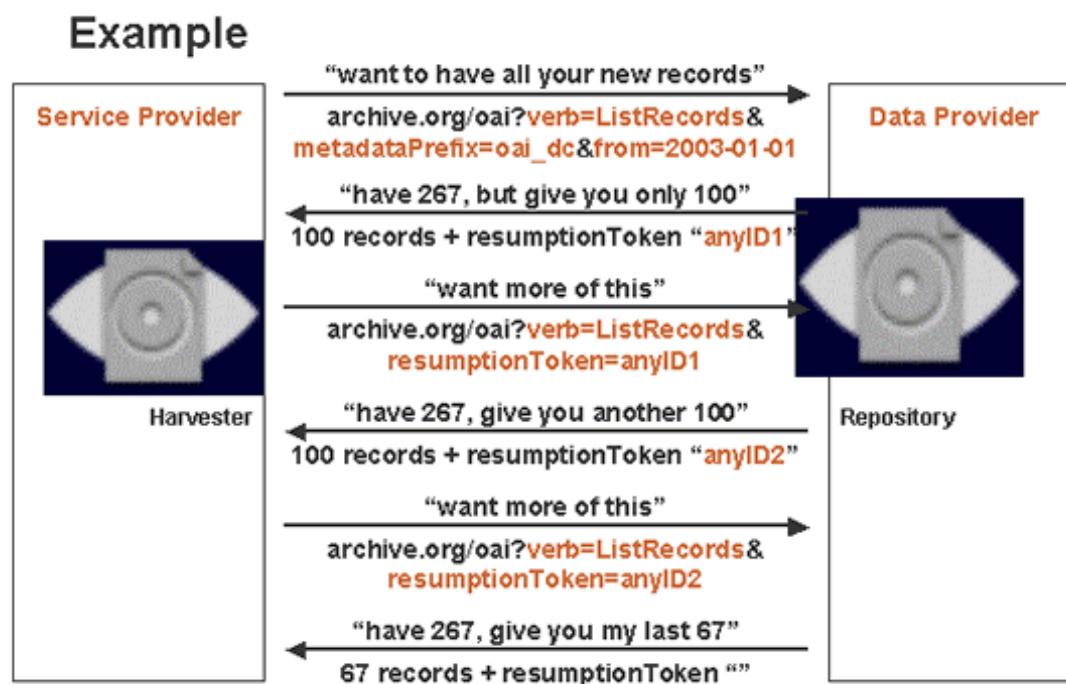 Example
Service Provider
Data Provider
“want to have all your new records”
archive.org/oai?verb=ListRecords&
metadataPrefix=oai_dc&from=2003-01-01
“have 267, but give you only 100”
100 records + resumptionToken “anyID1”
“want more of this”
archive.org/oai?verb=ListRecords&
resumptionToken=anyID1
Harvester
Repository
“have 267, give you another 100”
100 records + resumptionToken “anyID2”
“want more of this”
archive.org/oai?verb=ListRecords&
resumptionToken=anyID2
“have 267, give you my last 67”
67 records + resumptionToken “”